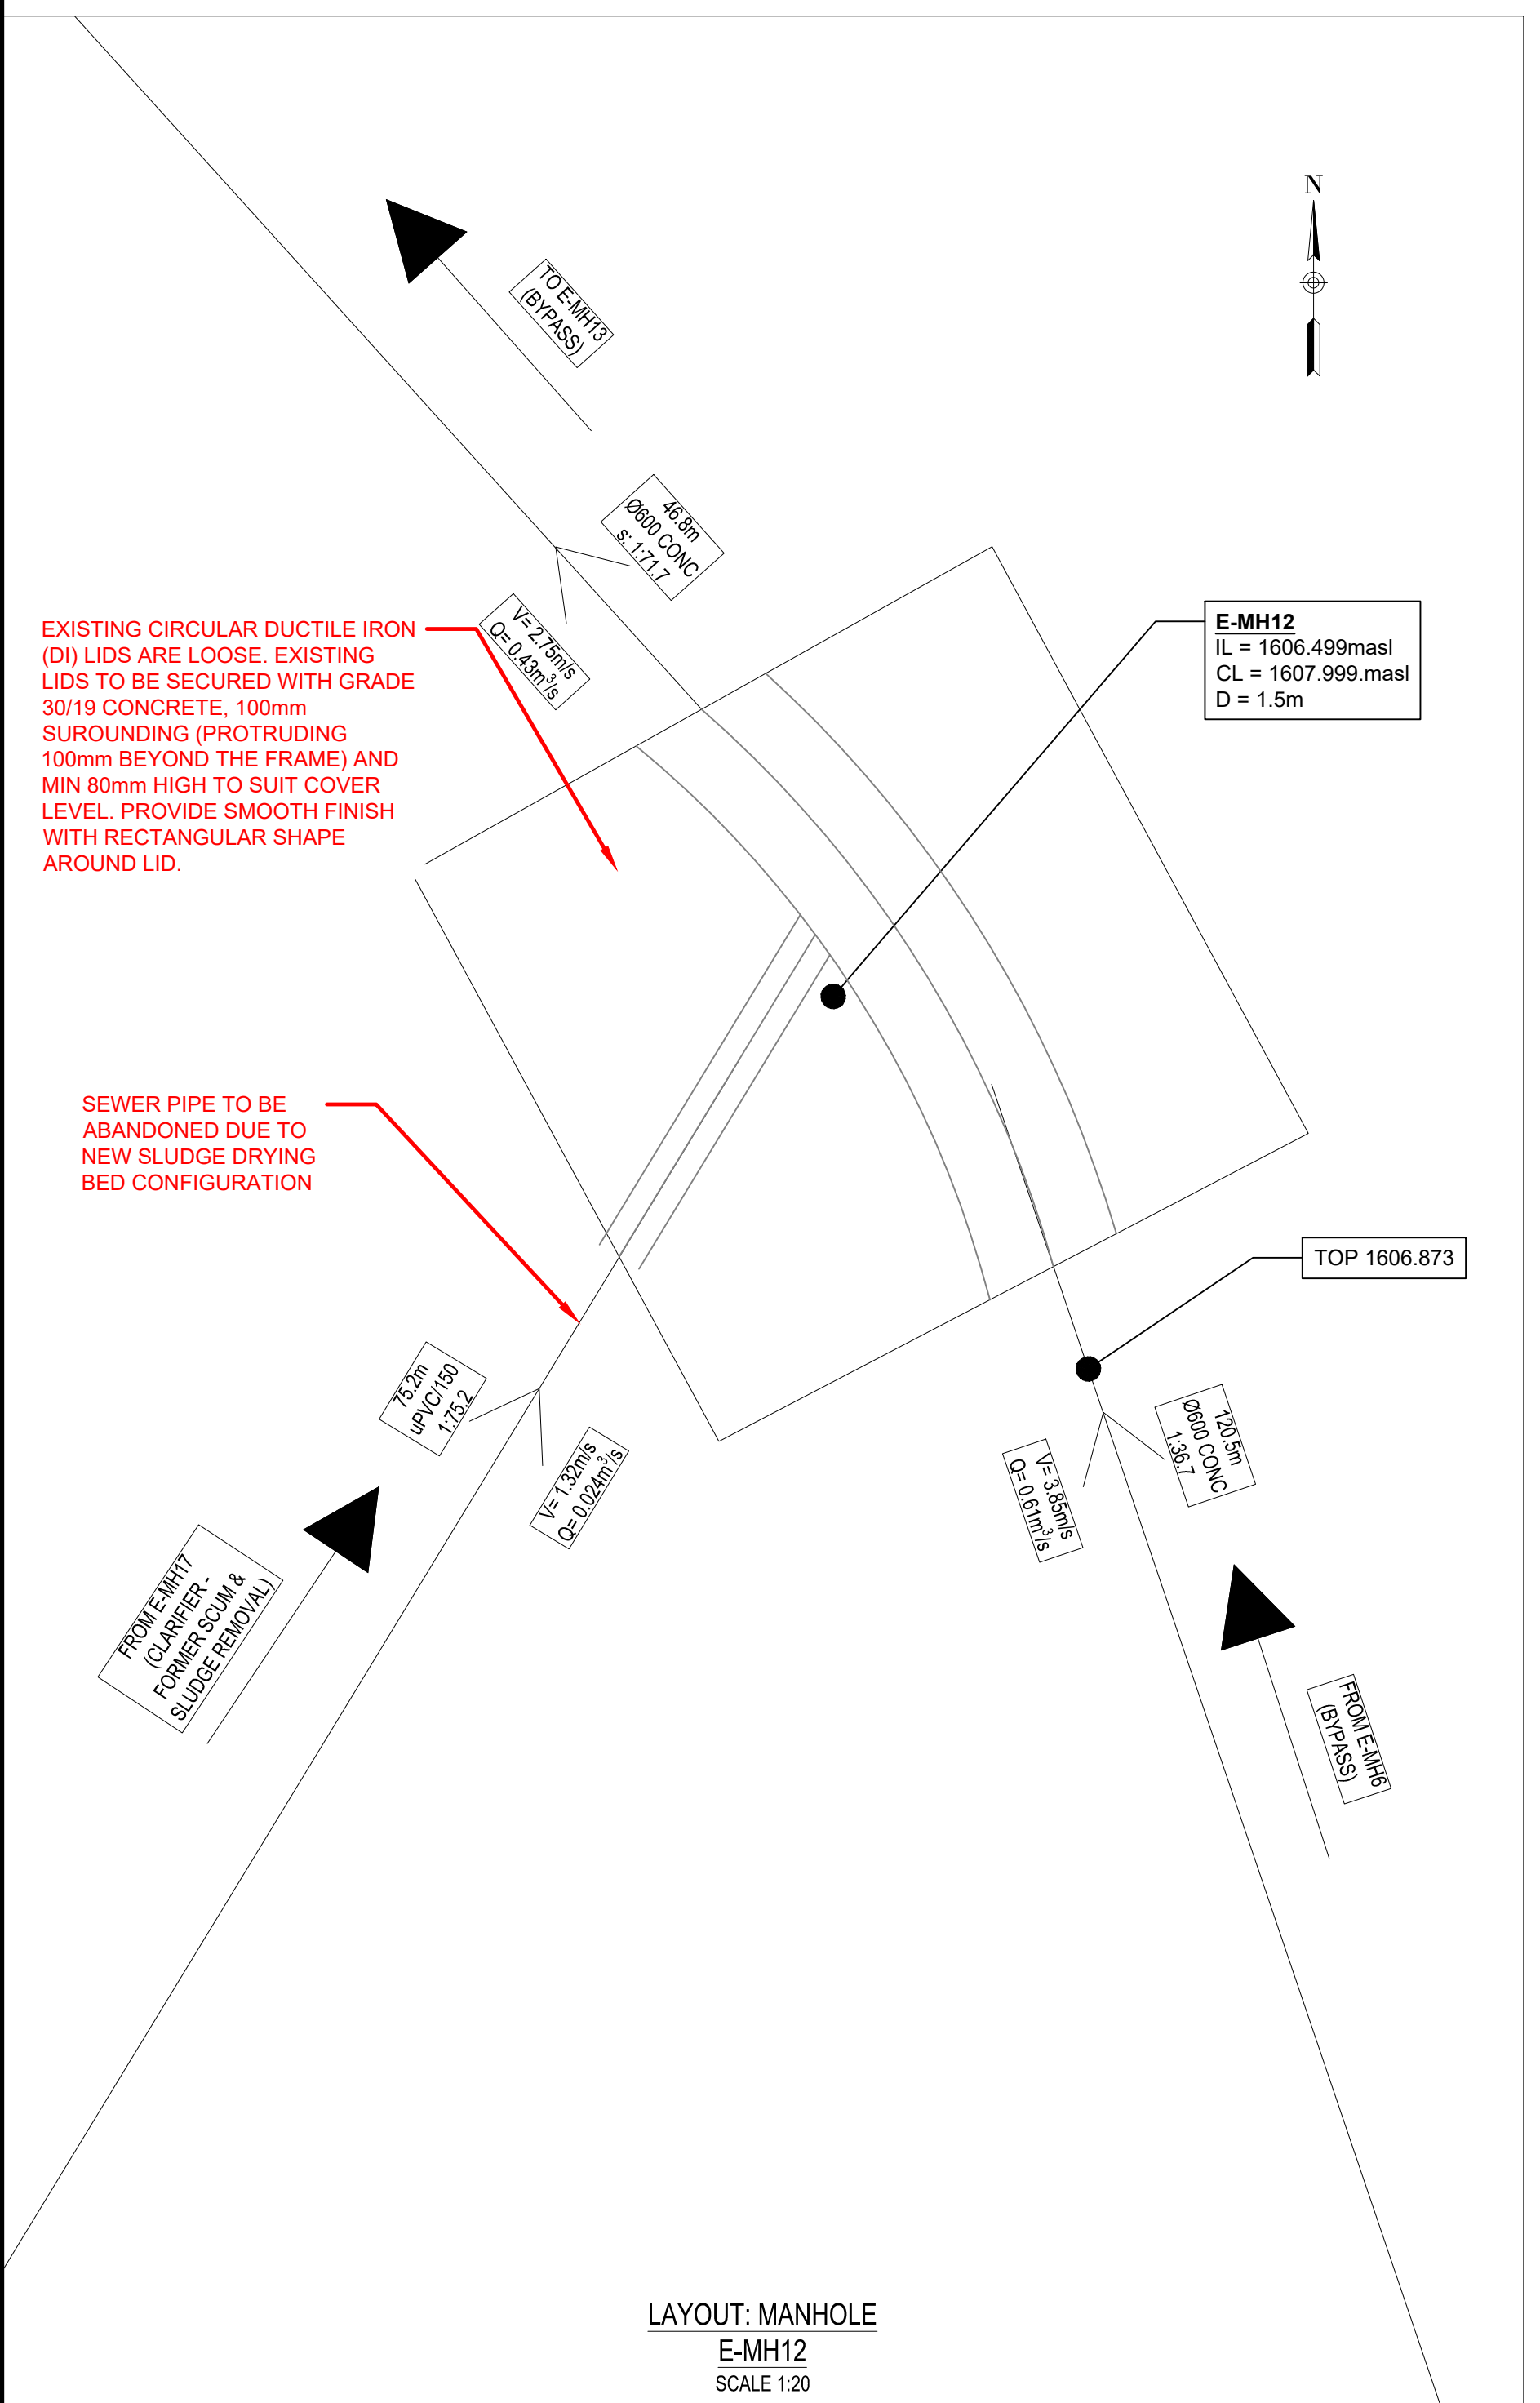 N
TO E-MH13
(BYPASS)
46.8m
Ø600 CONC
s: 1:71.7
V= 2.75m/s
Q= 0.43m³/s
EXISTING CIRCULAR DUCTILE IRON
(DI) LIDS ARE LOOSE. EXISTING
LIDS TO BE SECURED WITH GRADE
30/19 CONCRETE, 100mm
SUROUNDING (PROTRUDING
100mm BEYOND THE FRAME) AND
MIN 80mm HIGH TO SUIT COVER
LEVEL. PROVIDE SMOOTH FINISH
WITH RECTANGULAR SHAPE
AROUND LID.
E-MH12
IL = 1606.499masl
CL = 1607.999.masl
D = 1.5m
SEWER PIPE TO BE
ABANDONED DUE TO
NEW SLUDGE DRYING
BED CONFIGURATION
TOP 1606.873
75.2m
uPVC/150
1:75.2
V= 1.32m/s
Q= 0.024m³/s
120.5m
Ø600 CONC
1:36.7
V= 3.85m/s
Q= 0.61m³/s
FROM E-MH17
(CLARIFIER -
FORMER SCUM &
SLUDGE REMOVAL)
FROM E-MH6
(BYPASS)
LAYOUT: MANHOLE
E-MH12
SCALE 1:20